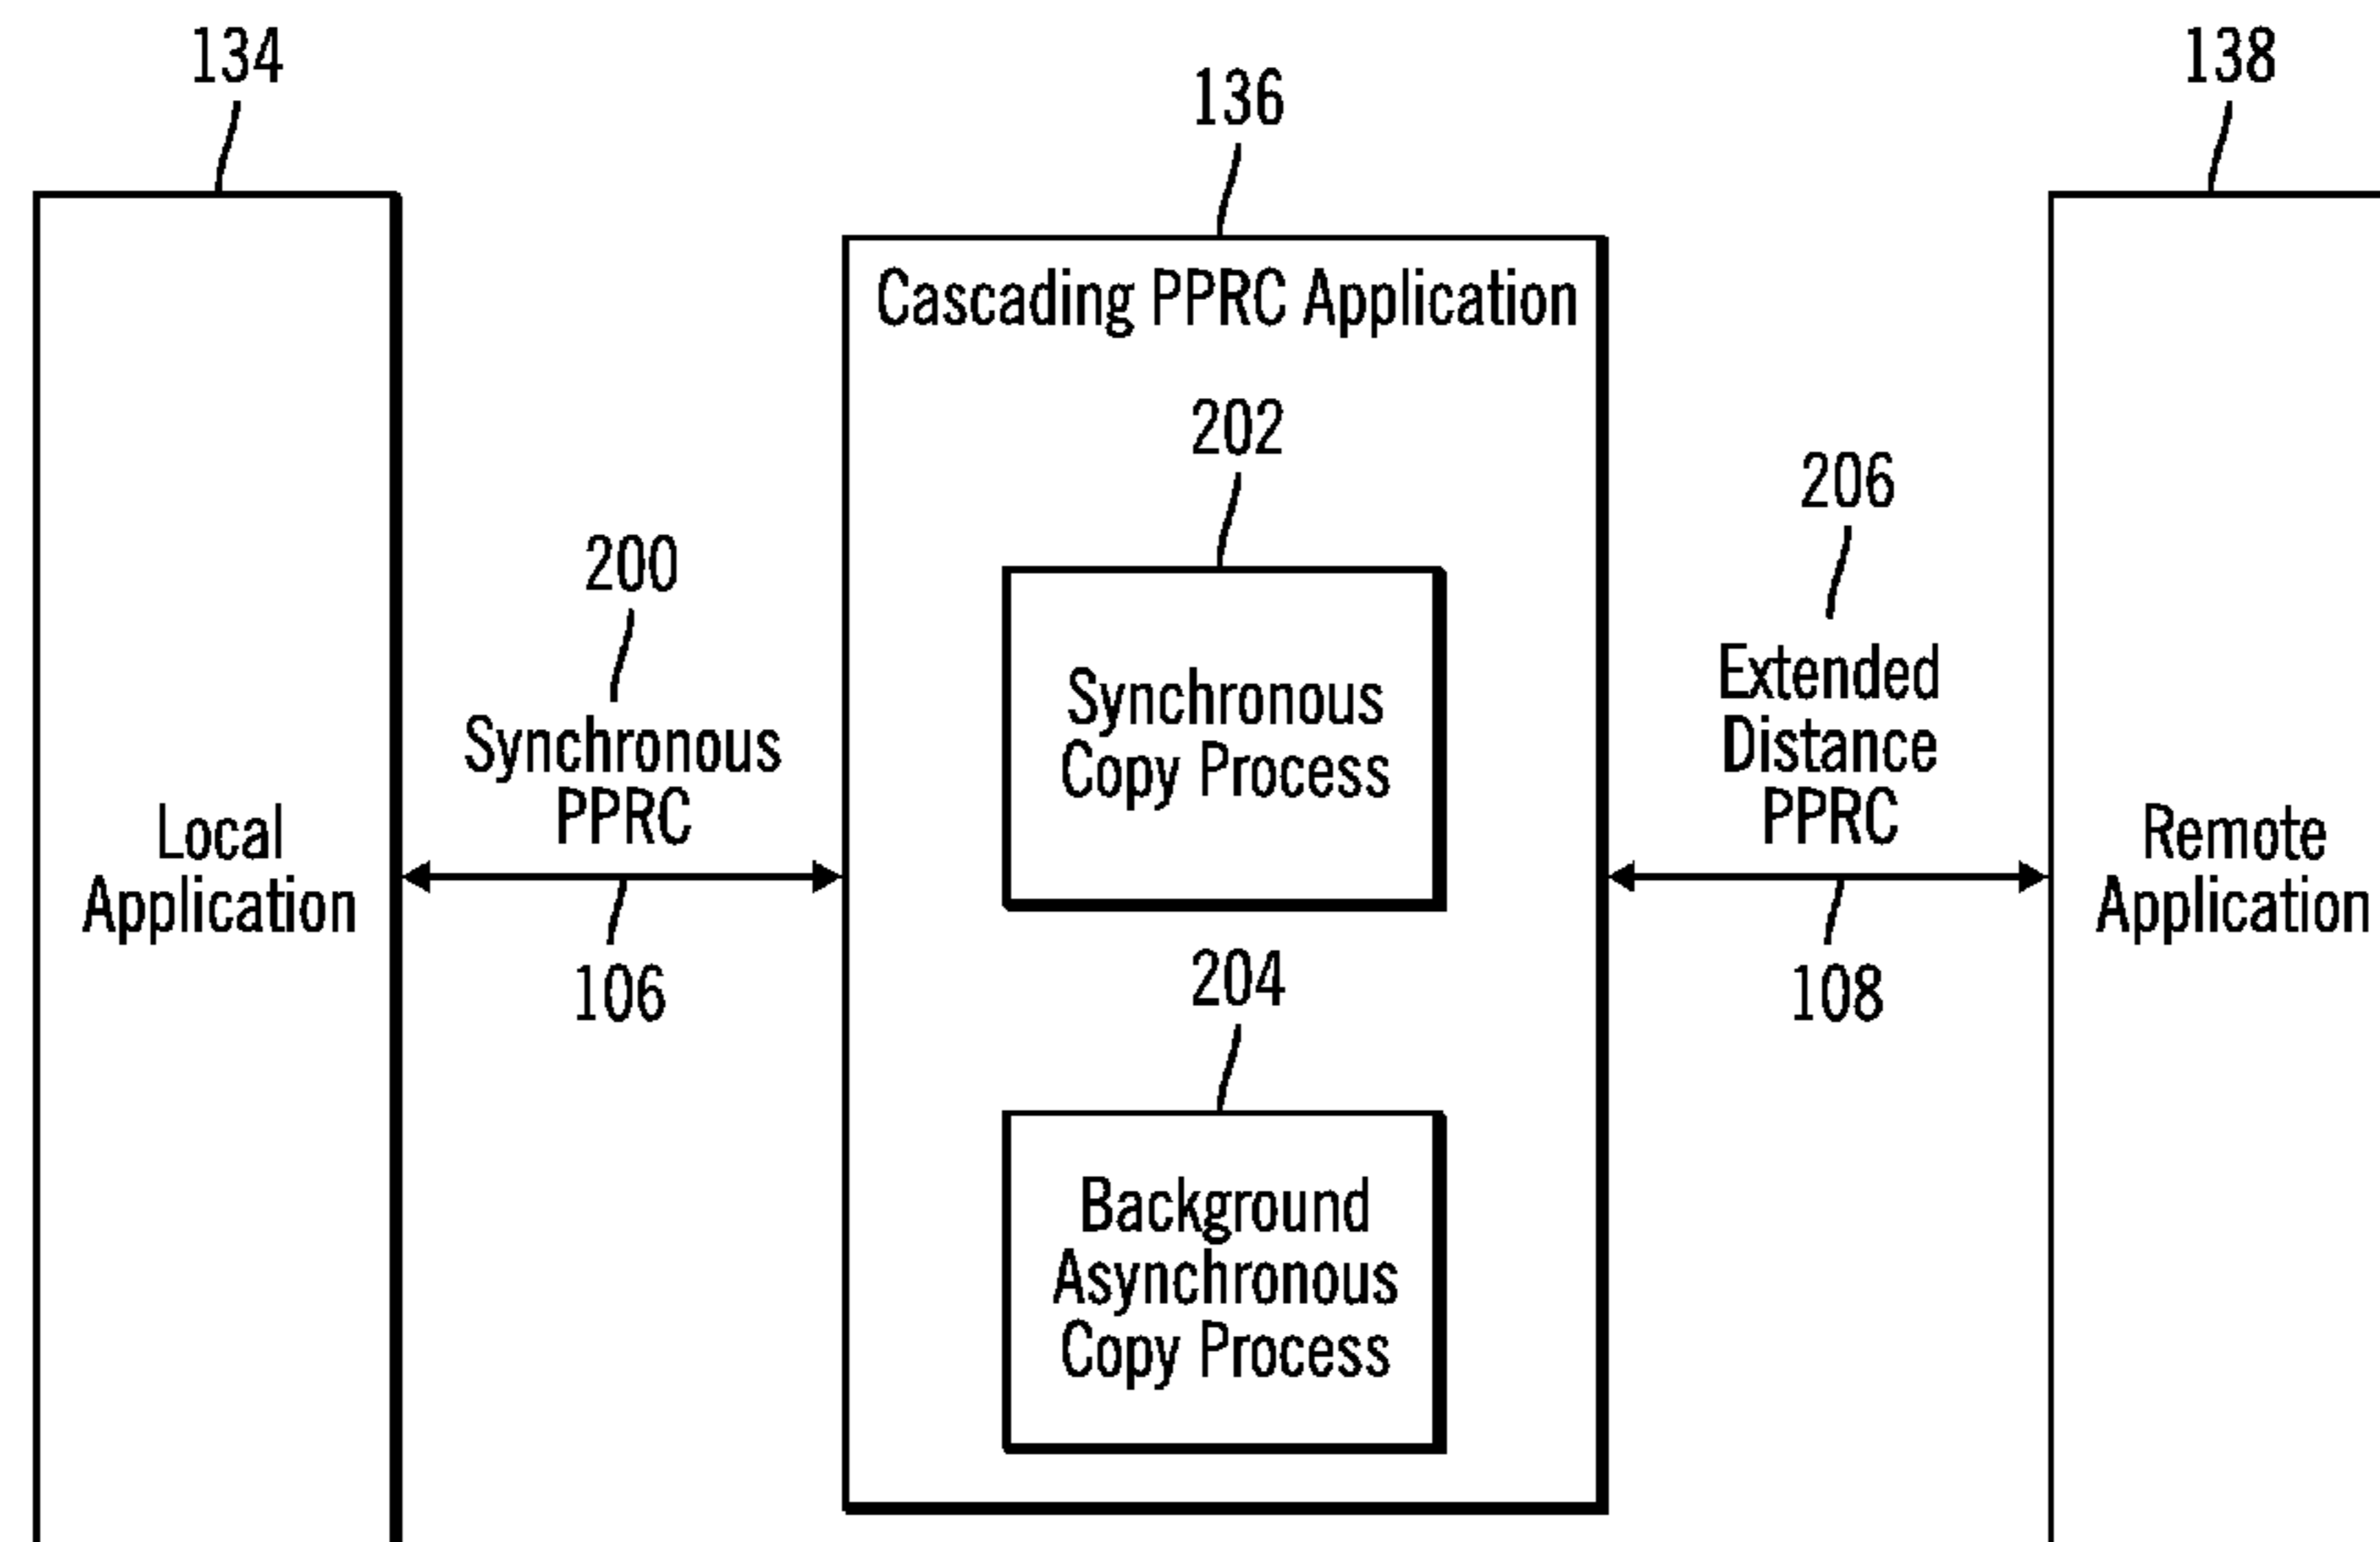 134
136
138
Cascading PPRC Application
202
206
200
Synchronous
Copy Process
Extended
Distance
PPRC
Synchronous
PPRC
Local
Application
Remote
Application
106
204
108
Background
Asynchronous
Copy Process